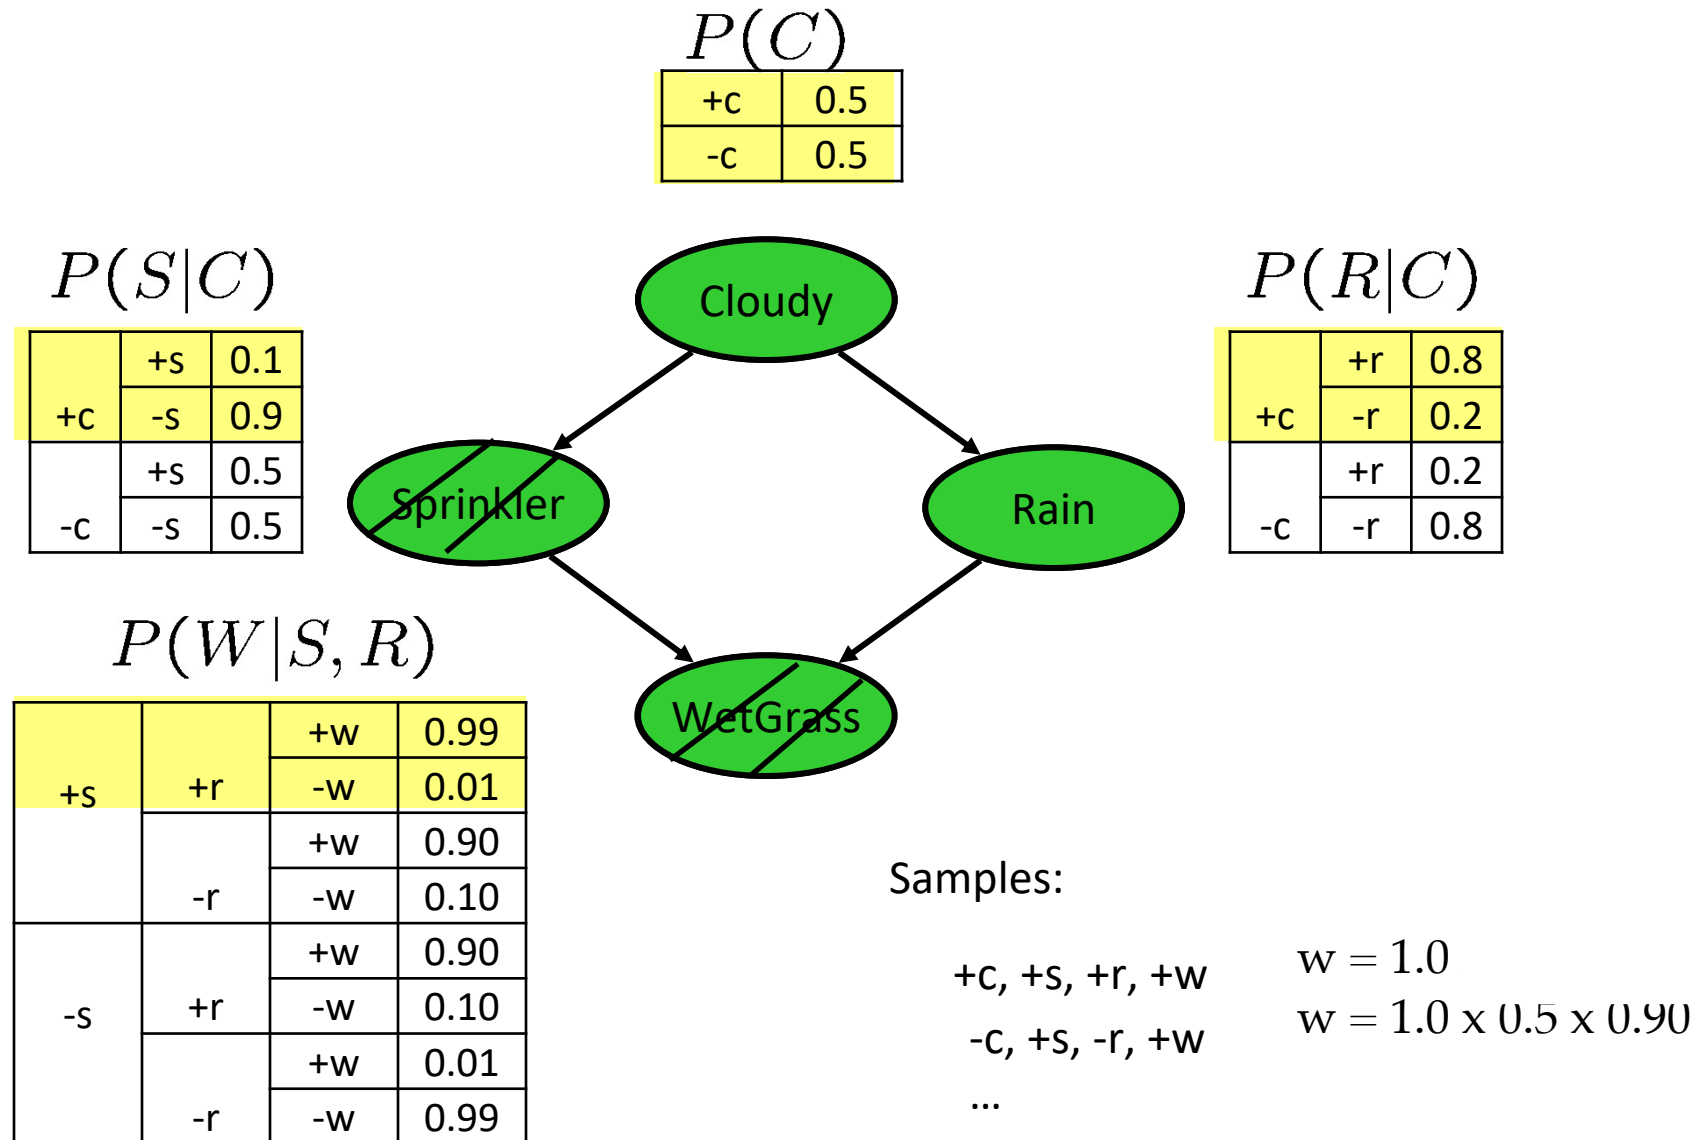 P(C)
+c 0.5
-c 0.5
P(S|C)
+s 0.1
+c -s 0.9
+s 0.5
-c -s 0.5
Cloudy
P(R|C)
+r 0.8
+c -r 0.2
+r 0.2
-c -r 0.8
Sprinkler
Rain
P(W|S, R)
+w 0.99
+s +r -w 0.01
+w 0.90
-r -w 0.10
+w 0.90
-s +r -w 0.10
+w 0.01
-r -w 0.99
WetGrass
Samples:
+c, +s, +r, +w w = 1.0
-c, +s, -r, +w w = 1.0 x 0.5 x 0.90
...